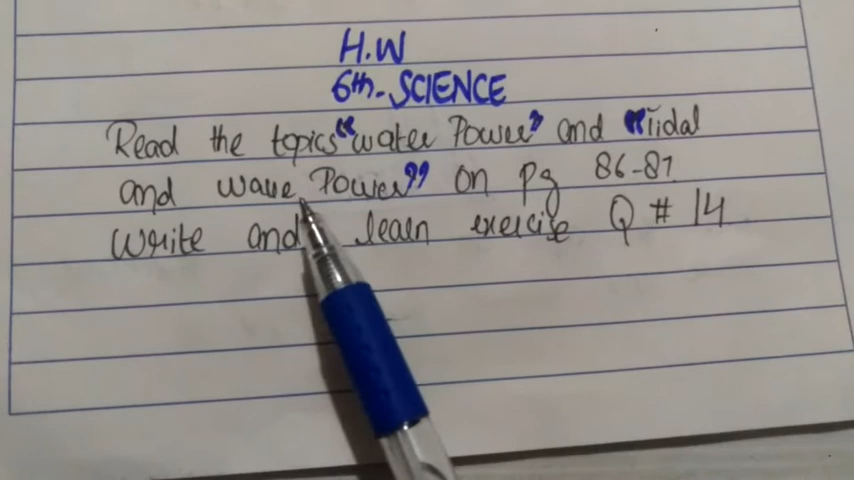 H.W
6th-SCIENCE
Read the topics "water Power" and "Tidal
and wave Power" on pg 86-87
Write and learn exercise Q # 14